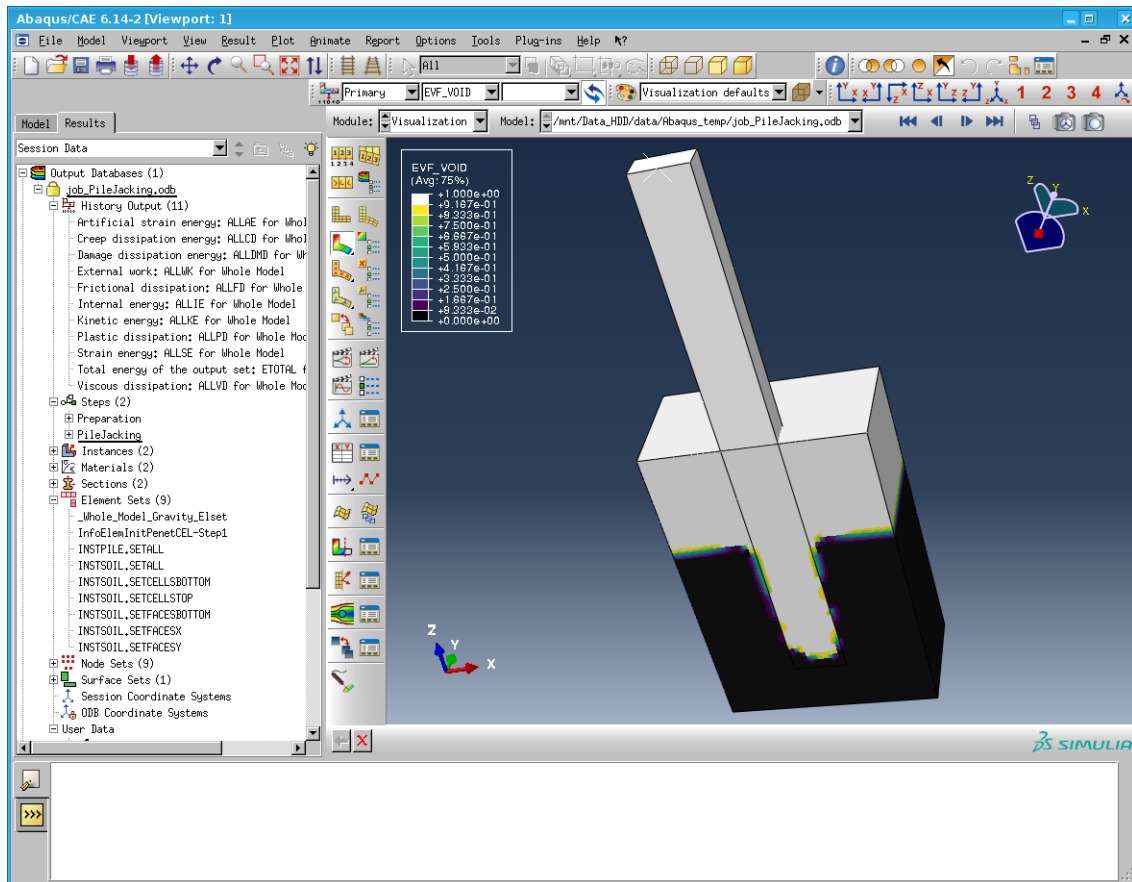 Abaqus/CAE 6.14-2 [Viewport: 1]
File Model Viewport View Result Plot Animate Report Options Tools Plug-ins Help
All
Primary EVF_VOID Visualization defaults 1 2 3 4
Model Results
Module: Visualization Model: /mnt/Data_HDD/data/Abaqus_temp/job_PileJacking.odb
Session Data
Output Databases (1)
job_PileJacking.odb
History Output (11)
Artificial strain energy: ALLAE for Whol
Creep dissipation energy: ALLCD for Whol
Damage dissipation energy: ALLDMD for Wh
External work: ALLWK for Whole Model
Frictional dissipation: ALLFD for Whole
Internal energy: ALLIE for Whole Model
Kinetic energy: ALLKE for Whole Model
Plastic dissipation: ALLPD for Whole Mod
Strain energy: ALLSE for Whole Model
Total energy of the output set: ETOTAL f
Viscous dissipation: ALLVD for Whole Mod
Steps (2)
Preparation
PileJacking
Instances (2)
Materials (2)
Sections (2)
Element Sets (9)
_Whole_Model_Gravity_Elset
InfoElemInitPenetCEL-Step1
INSTPILE.SETALL
INSTSOIL.SETALL
INSTSOIL.SETCELLSBOTTOM
INSTSOIL.SETCELLSTOP
INSTSOIL.SETFACESBOTTOM
INSTSOIL.SETFACESX
INSTSOIL.SETFACESY
Node Sets (9)
Surface Sets (1)
Session Coordinate Systems
ODB Coordinate Systems
User Data
EVF_VOID
(Avg: 75%)
+1.000e+00
+9.167e-01
+8.333e-01
+7.500e-01
+6.667e-01
+5.833e-01
+5.000e-01
+4.167e-01
+3.333e-01
+2.500e-01
+1.667e-01
+8.333e-02
+0.000e+00
Z
Y
X
Z
Y
X
SIMULIA
>>>